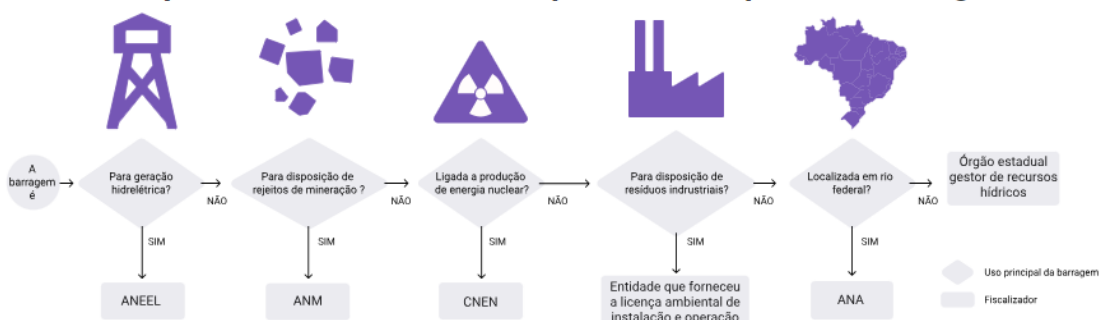 A
barragem
é
Para geração
hidrelétrica?
NÃO
SIM
ANEEL
Para disposição de
rejeitos de mineração ?
NÃO
SIM
ANM
Ligada a produção
de energia nuclear?
NÃO
SIM
CNEN
Para disposição de
resíduos indrustriais?
NÃO
SIM
Entidade que forneceu
a licença ambiental de
instalação e operação
Localizada em rio
federal?
NÃO
SIM
ANA
Órgão estadual
gestor de recursos
hídricos
Uso principal da barragem
Fiscalizador